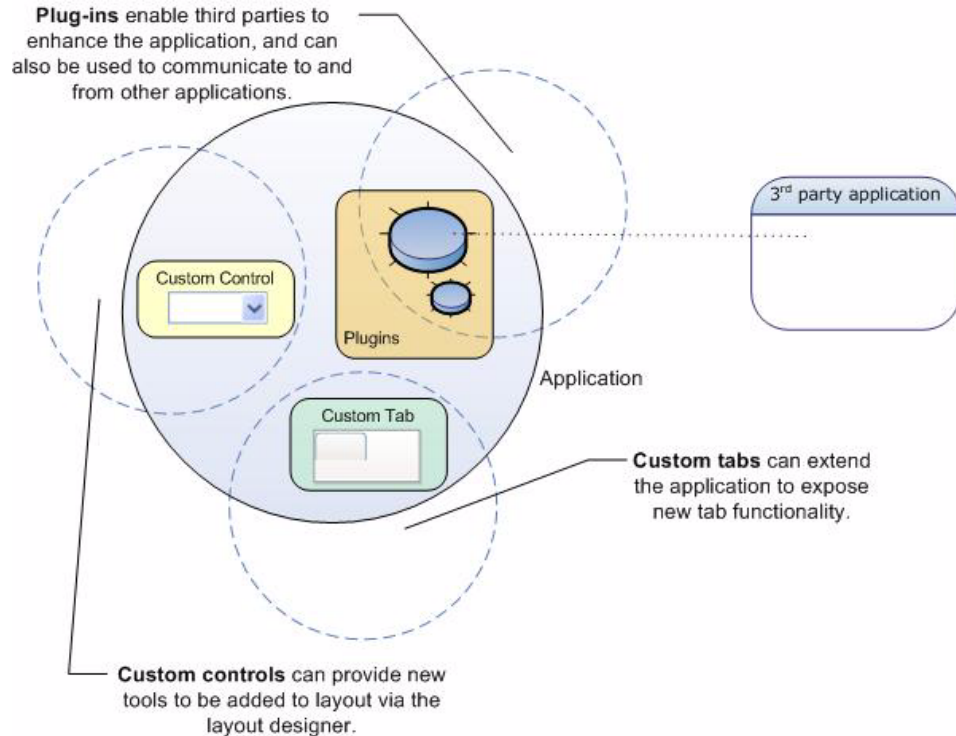 Plug-ins enable third parties to
enhance the application, and can
also be used to communicate to and
from other applications.
3rd party application
Custom Control
Plugins
Application
Custom Tab
Custom tabs can extend
the application to expose
new tab functionality.
Custom controls can provide new
tools to be added to layout via the
layout designer.